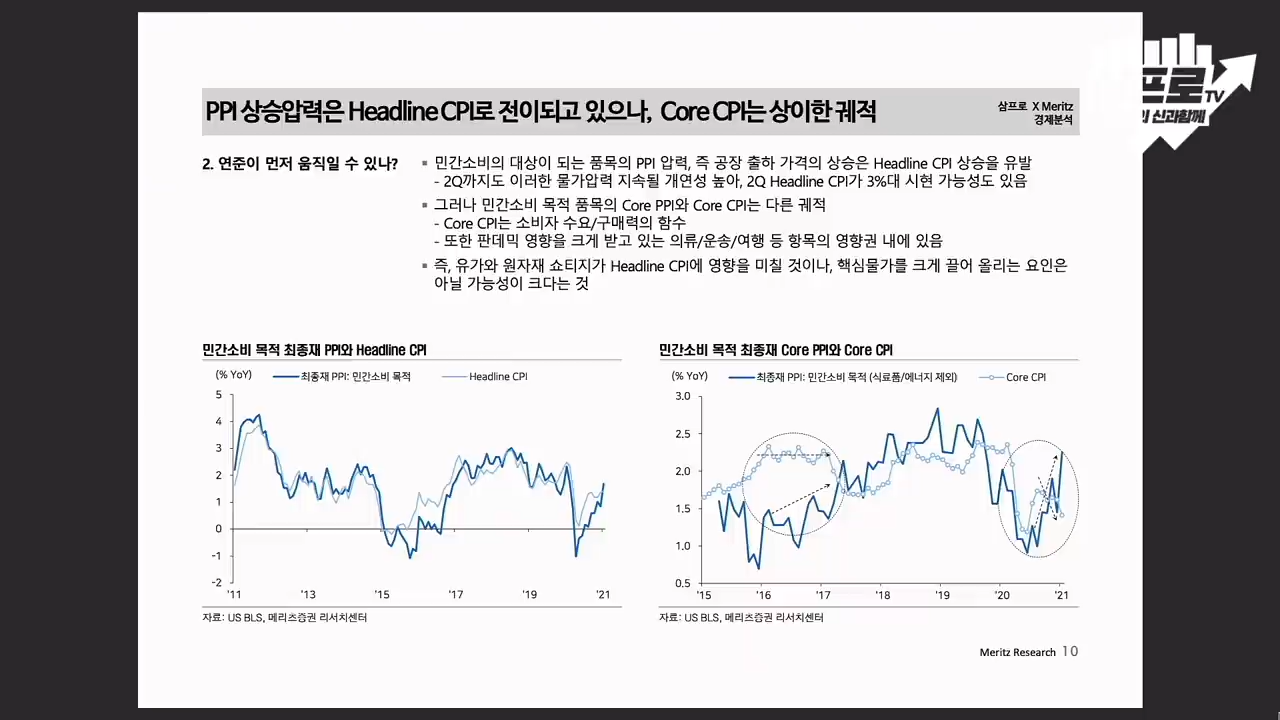 프로TV
의 신과함께
PPI 상승압력은 Headline CPI로 전이되고 있으나, Core CPI는 상이한 궤적
삼프로 X Meritz
경제분석
2. 연준이 먼저 움직일 수 있나?
▪ 민간소비의 대상이 되는 품목의 PPI 압력, 즉 공장 출하 가격의 상승은 Headline CPI 상승을 유발
- 2Q까지도 이러한 물가압력 지속될 개연성 높아, 2Q Headline CPI가 3%대 시현 가능성도 있음
▪ 그러나 민간소비 목적 품목의 Core PPI와 Core CPI는 다른 궤적
- Core CPI는 소비자 수요/구매력의 함수
- 또한 판데믹 영향을 크게 받고 있는 의류/운송/여행 등 항목의 영향권 내에 있음
▪ 즉, 유가와 원자재 쇼티지가 Headline CPI에 영향을 미칠 것이나, 핵심물가를 크게 끌어 올리는 요인은
아닐 가능성이 크다는 것
민간소비 목적 최종재 PPI와 Headline CPI
(% YoY)
최종재 PPI: 민간소비 목적
Headline CPI
5
4
3
2
1
0
-1
-2
'11 '13 '15 '17 '19 '21
자료: US BLS, 메리츠증권 리서치센터
민간소비 목적 최종재 Core PPI와 Core CPI
(% YoY)
최종재 PPI: 민간소비 목적 (식료품/에너지 제외)
Core CPI
3.0
2.5
2.0
1.5
1.0
0.5
'15 '16 '17 '18 '19 '20 '21
자료: US BLS, 메리츠증권 리서치센터
Meritz Research 10